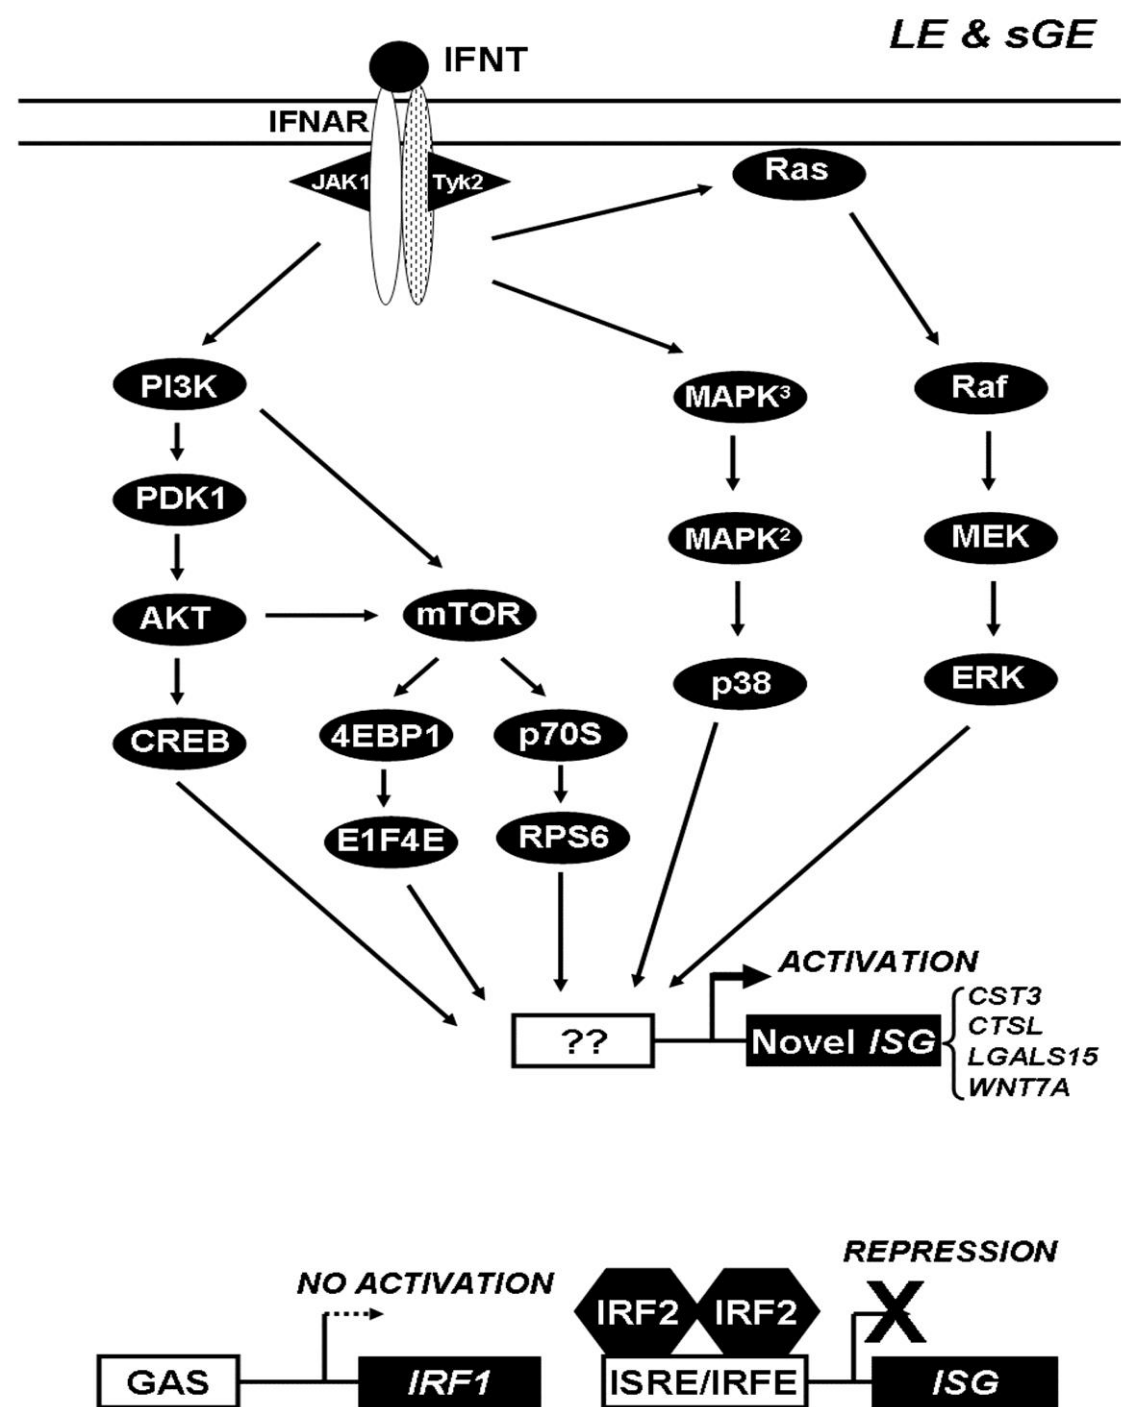 LE & sGE
IFNT
IFNAR
JAK1
Tyk2
Ras
PI3K
MAPK³
Raf
PDK1
MAPK²
MEK
AKT
mTOR
p38
ERK
CREB
4EBP1
p70S
E1F4E
RPS6
ACTIVATION
??
Novel ISG
CST3
CTSL
LGALS15
WNT7A
REPRESSION
NO ACTIVATION
IRF2
IRF2
X
GAS
IRF1
ISRE/IRFE
ISG